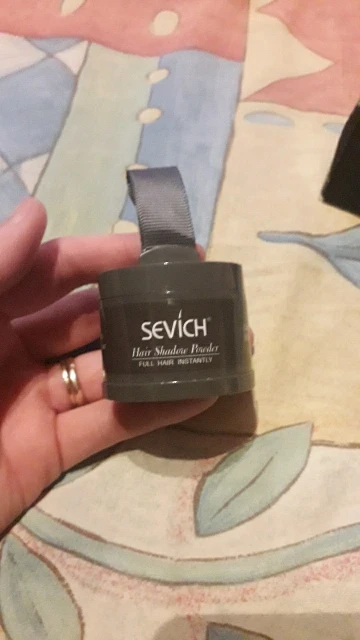 SEVICH®
Hair Shadow Powder
FULL HAIR INSTANTLY